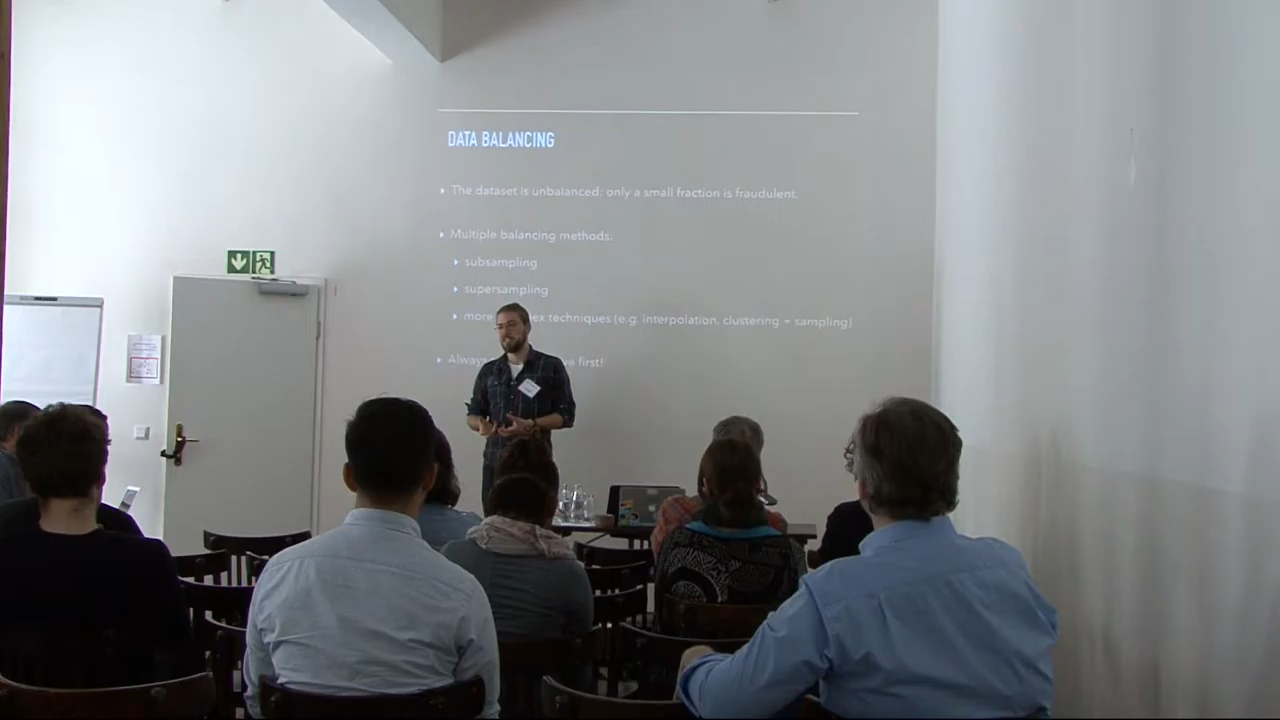 DATA BALANCING
The dataset is unbalanced: only a small fraction is fraudulent.
Multiple balancing methods:
subsampling
supersampling
more ex techniques (e.g. interpolation, clustering + sampling)
Always ve first!